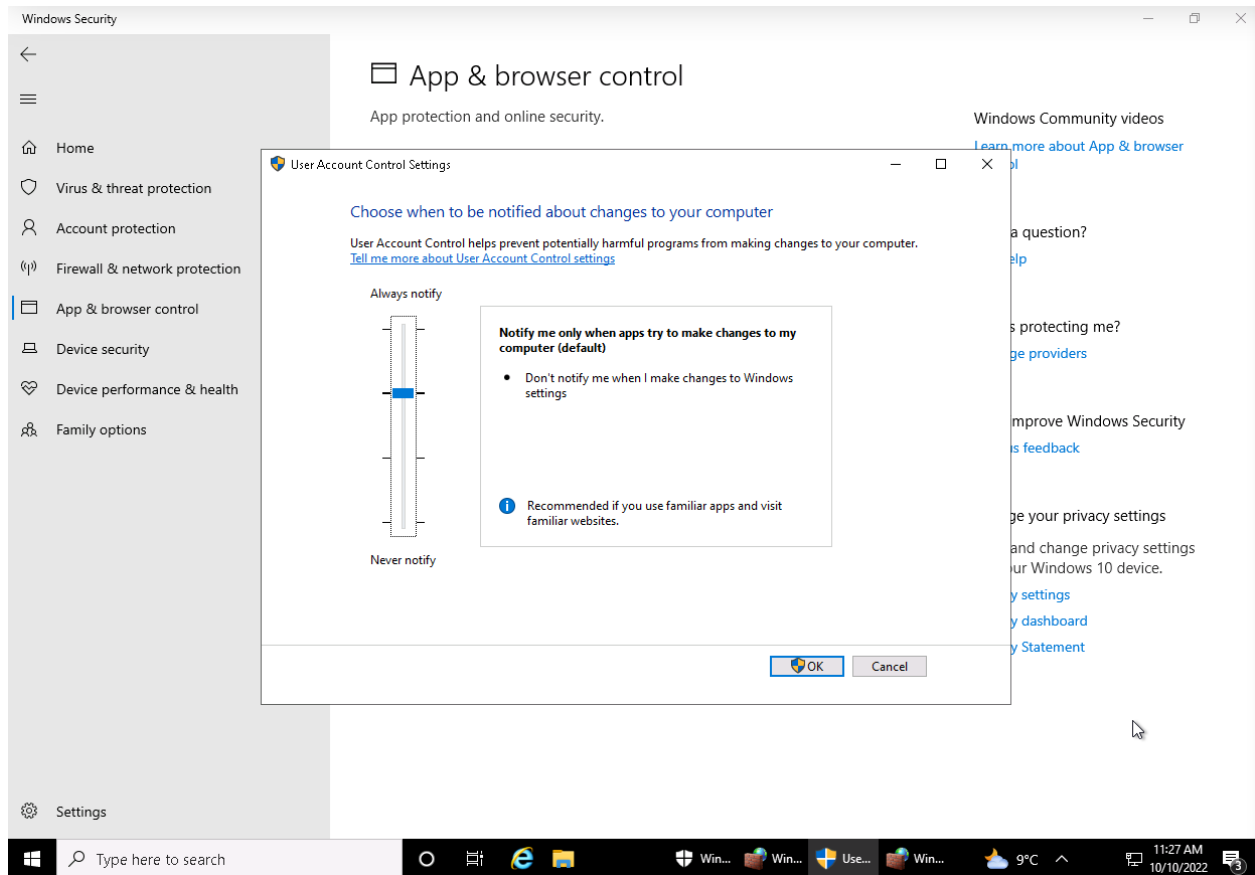 Windows Security
App & browser control
App protection and online security.
Home
Virus & threat protection
Account protection
Firewall & network protection
App & browser control
Device security
Device performance & health
Family options
Settings
User Account Control Settings
Choose when to be notified about changes to your computer
User Account Control helps prevent potentially harmful programs from making changes to your computer.
Tell me more about User Account Control settings
Always notify
Notify me only when apps try to make changes to my
computer (default)
Don't notify me when I make changes to Windows
settings
Recommended if you use familiar apps and visit
familiar websites.
Never notify
OK
Cancel
Windows Community videos
Learn more about App & browser
ol
a question?
elp
s protecting me?
ge providers
mprove Windows Security
us feedback
ge your privacy settings
and change privacy settings
ur Windows 10 device.
y settings
y dashboard
y Statement
Type here to search
Win...
Win...
Use...
Win...
9°C
11:27 AM
10/10/2022
3